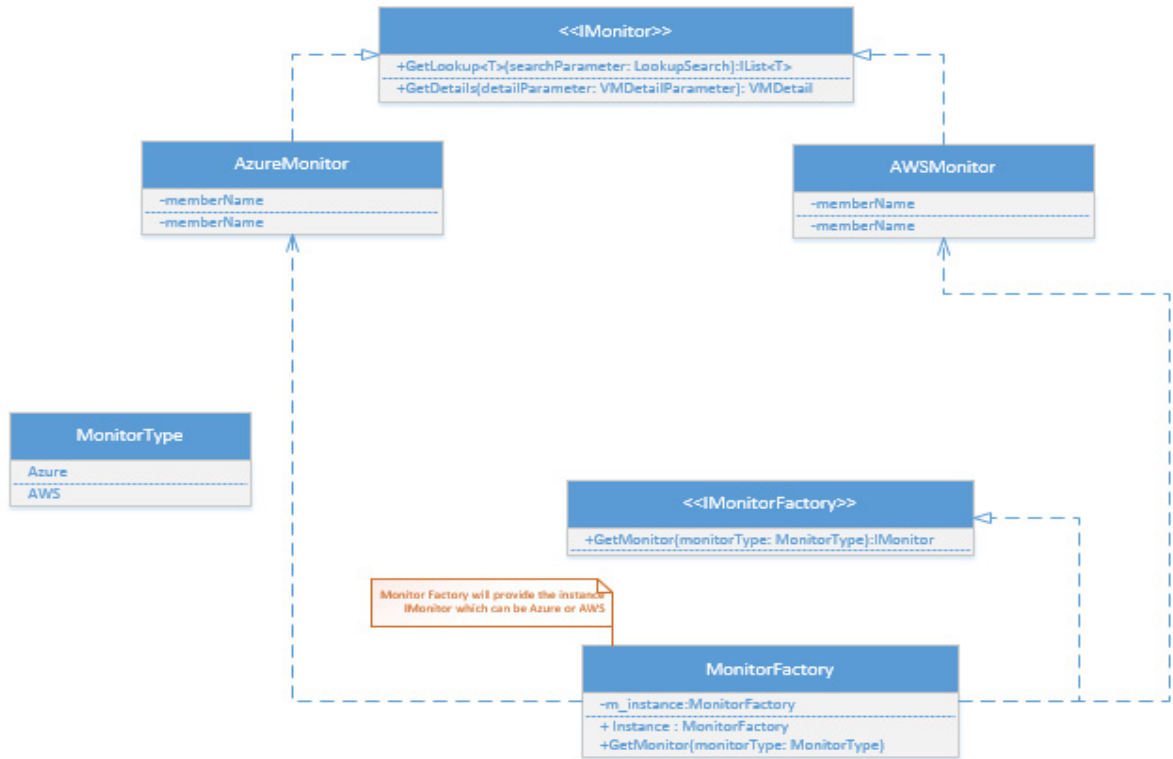 <<IMonitor>>
+GetLookup<T>(searchParameter: LookupSearch):IList<T>
+GetDetails(detailParameter: VMDetailParameter): VMDetail
AzureMonitor
-memberName
-memberName
AWSMonitor
-memberName
-memberName
MonitorType
Azure
AWS
<<IMonitorFactory>>
+GetMonitor(monitorType: MonitorType):IMonitor
Monitor Factory will provide the instance
IMonitor which can be Azure or AWS
MonitorFactory
-m_instance:MonitorFactory
+ Instance : MonitorFactory
+GetMonitor(monitorType: MonitorType)